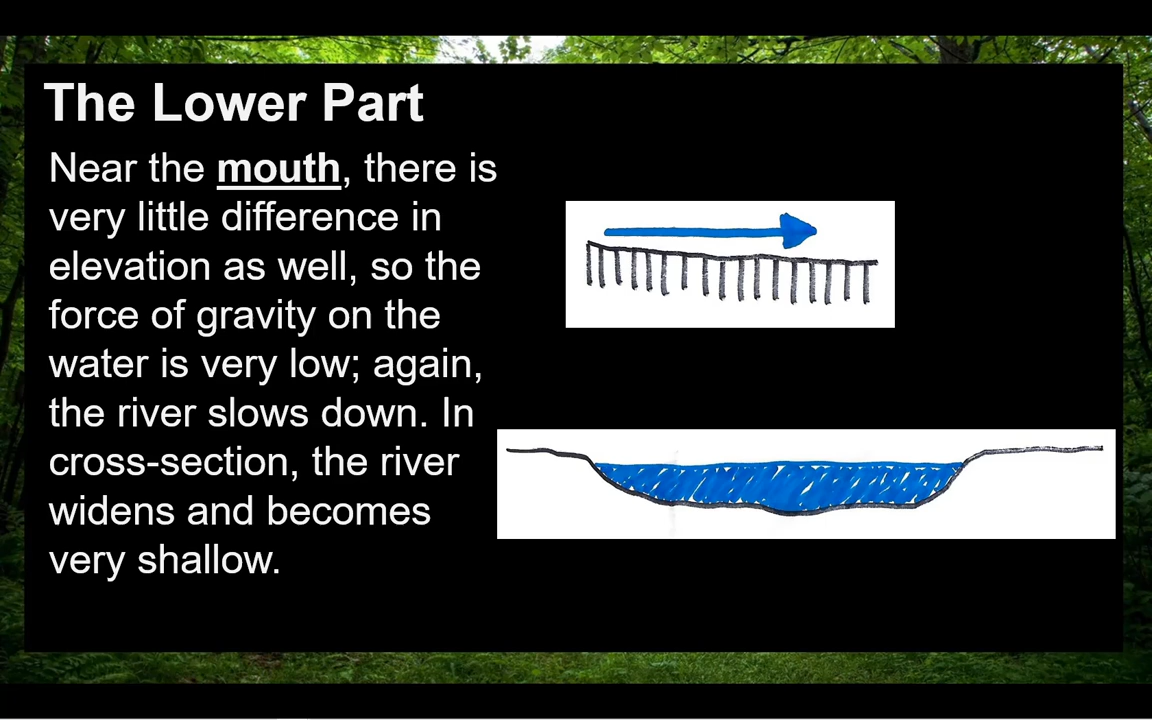 The Lower Part
Near the mouth, there is
very little difference in
elevation as well, so the
force of gravity on the
water is very low; again,
the river slows down. In
cross-section, the river
widens and becomes
very shallow.